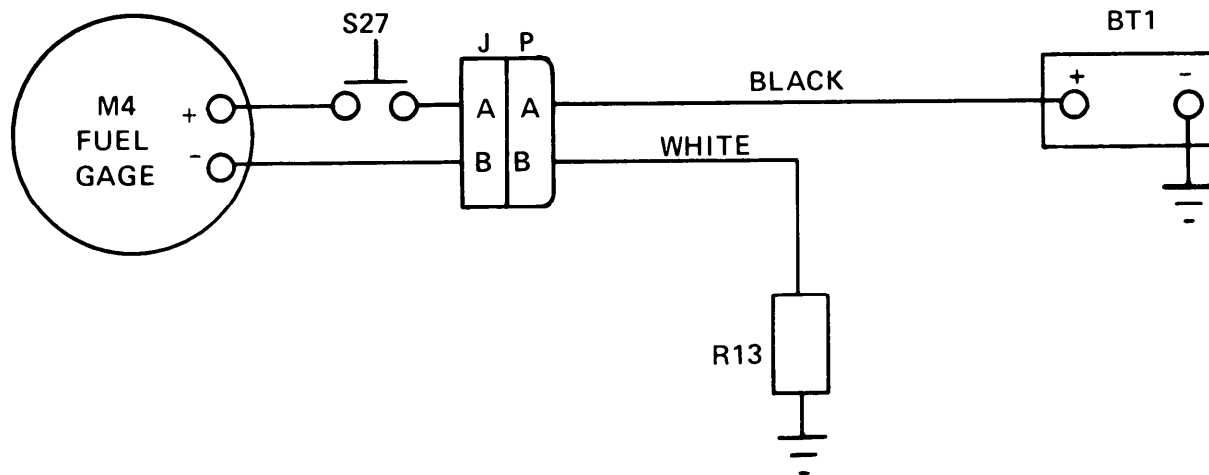 S27
J P
BT1
M4
FUEL
GAGE
+
-
A A
B B
BLACK
WHITE
+ -
R13